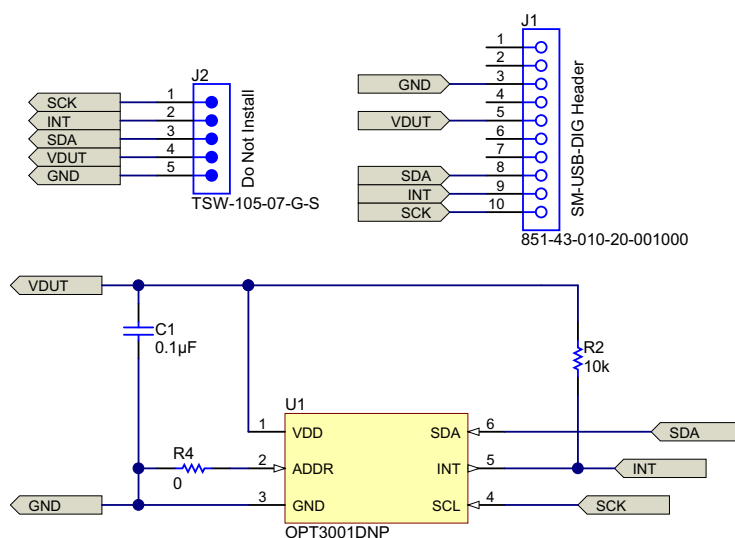 J2
SCK 1
INT 2
SDA 3
VDUT 4
GND 5
Do Not Install
TSW-105-07-G-S
J1
1
2
GND 3
4
VDUT 5
6
7
SDA 8
INT 9
SCK 10
SM-USB-DIG Header
851-43-010-20-001000
VDUT
C1
0.1µF
R2
10k
U1
1 VDD
SDA 6
SDA
R4
0
2 ADDR
INT 5
INT
GND
3 GND
SCL 4
SCK
OPT3001DNP